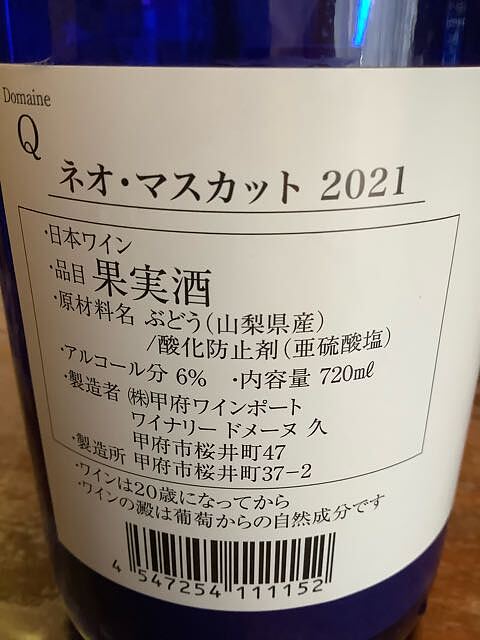 Domaine
Q
ネオ・マスカット 2021
・日本ワイン
・品目 果実酒
・原材料名 ぶどう(山梨県産)
/酸化防止剤(亜硫酸塩)
・アルコール分 6% ・内容量 720mℓ
・製造者 (株)甲府ワインポート
ワイナリー ドメーヌ 久
甲府市桜井町47
・製造所 甲府市桜井町37-2
・ワインは20歳になってから
・ワインの澱は葡萄からの自然成分です
4 547254 111152